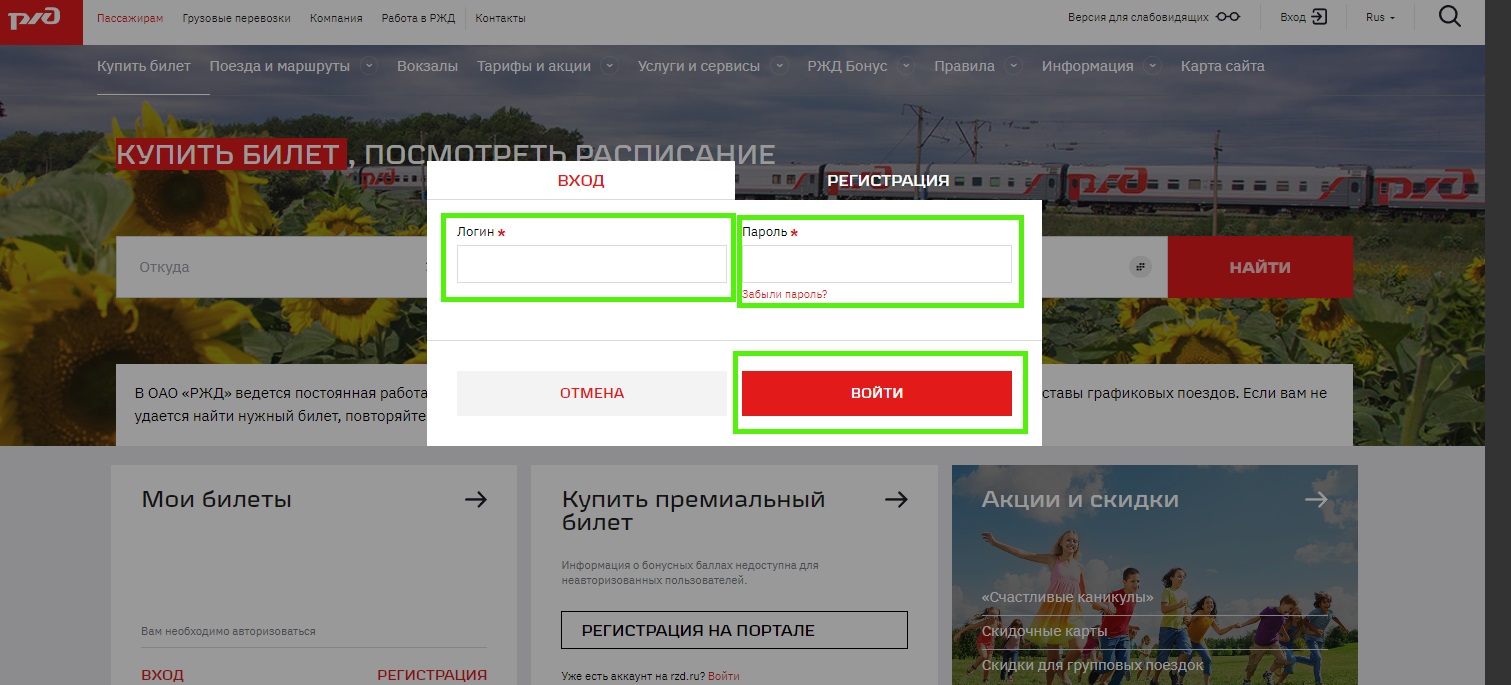 РЖД
Пассажирам Грузовые перевозки Компания Работа в РЖД Контакты Версия для слабовидящих Вход Rus
Купить билет Поезда и маршруты Вокзалы Тарифы и акции Услуги и сервисы РЖД Бонус Правила Информация Карта сайта
КУПИТЬ БИЛЕТ, ПОСМОТРЕТЬ РАСПИСАНИЕ
ВХОД РЕГИСТРАЦИЯ
Логин * Пароль *
Откуда НАЙТИ
Забыли пароль?
ОТМЕНА ВОЙТИ
В ОАО «РЖД» ведется постоянная работа ставы графиковых поездов. Если вам не
удается найти нужный билет, повторяйте
Мои билеты Купить премиальный Акции и скидки
билет
Информация о бонусных баллах недоступна для
неавторизованных пользователей.
«Счастливые каникулы»
Вам необходимо авторизоваться РЕГИСТРАЦИЯ НА ПОРТАЛЕ Скидочные карты
Скидки для групповых поездок
ВХОД РЕГИСТРАЦИЯ Уже есть аккаунт на rzd.ru? Войти